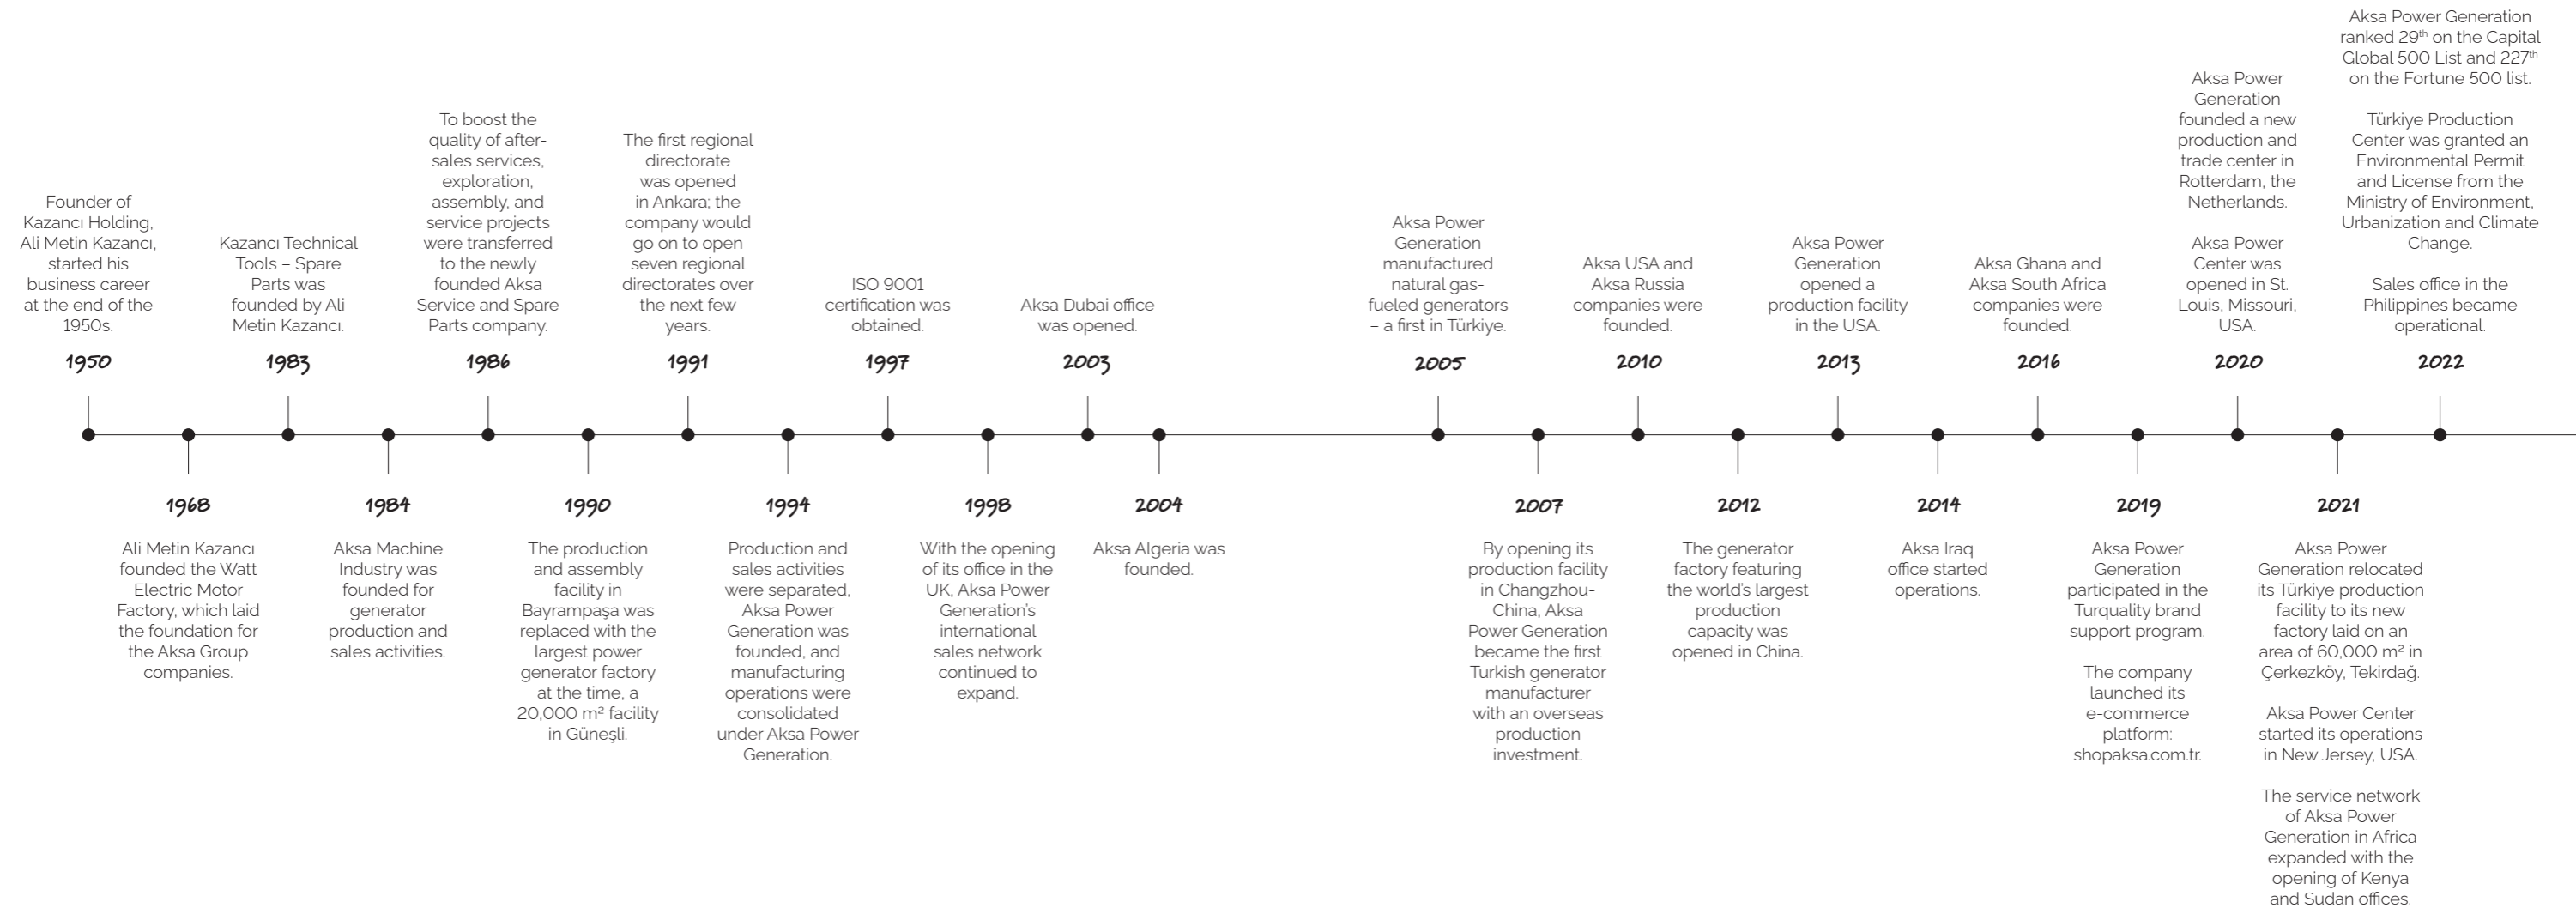 Founder of
Kazancı Holding,
Ali Metin Kazancı,
started his
business career
at the end of the
1950s.
1950
1968
Ali Metin Kazancı
founded the Watt
Electric Motor
Factory, which laid
the foundation for
the Aksa Group
companies.
Kazancı Technical
Tools – Spare
Parts was
founded by Ali
Metin Kazancı.
1983
1984
Aksa Machine
Industry was
founded for
generator
production and
sales activities.
To boost the
quality of after-
sales services,
exploration,
assembly, and
service projects
were transferred
to the newly
founded Aksa
Service and Spare
Parts company.
1986
1990
The production
and assembly
facility in
Bayrampaşa was
replaced with the
largest power
generator factory
at the time, a
20,000 m² facility
in Güneşli.
The first regional
directorate
was opened
in Ankara; the
company would
go on to open
seven regional
directorates over
the next few
years.
1991
1994
Production and
sales activities
were separated,
Aksa Power
Generation was
founded, and
manufacturing
operations were
consolidated
under Aksa Power
Generation.
ISO 9001
certification was
obtained.
1997
1998
With the opening
of its office in the
UK, Aksa Power
Generation’s
international
sales network
continued to
expand.
Aksa Dubai office
was opened.
2003
2004
Aksa Algeria was
founded.
Aksa Power
Generation
manufactured
natural gas-
fueled generators
– a first in Türkiye.
2005
2007
By opening its
production facility
in Changzhou-
China, Aksa
Power Generation
became the first
Turkish generator
manufacturer
with an overseas
production
investment.
Aksa USA and
Aksa Russia
companies were
founded.
2010
2012
The generator
factory featuring
the world’s largest
production
capacity was
opened in China.
Aksa Power
Generation
opened a
production facility
in the USA.
2013
2014
Aksa Iraq
office started
operations.
Aksa Ghana and
Aksa South Africa
companies were
founded.
2016
2019
Aksa Power
Generation
participated in the
Turquality brand
support program.
The company
launched its
e-commerce
platform:
shopaksa.com.tr.
Aksa Power
Generation
founded a new
production and
trade center in
Rotterdam, the
Netherlands.
Aksa Power
Center was
opened in St.
Louis, Missouri,
USA.
2020
2021
Aksa Power
Generation relocated
its Türkiye production
facility to its new
factory laid on an
area of 60,000 m² in
Çerkezköy, Tekirdağ.
Aksa Power Center
started its operations
in New Jersey, USA.
The service network
of Aksa Power
Generation in Africa
expanded with the
opening of Kenya
and Sudan offices.
Aksa Power Generation
ranked 29th on the Capital
Global 500 List and 227th
on the Fortune 500 list.
Türkiye Production
Center was granted an
Environmental Permit
and License from the
Ministry of Environment,
Urbanization and Climate
Change.
Sales office in the
Philippines became
operational.
2022